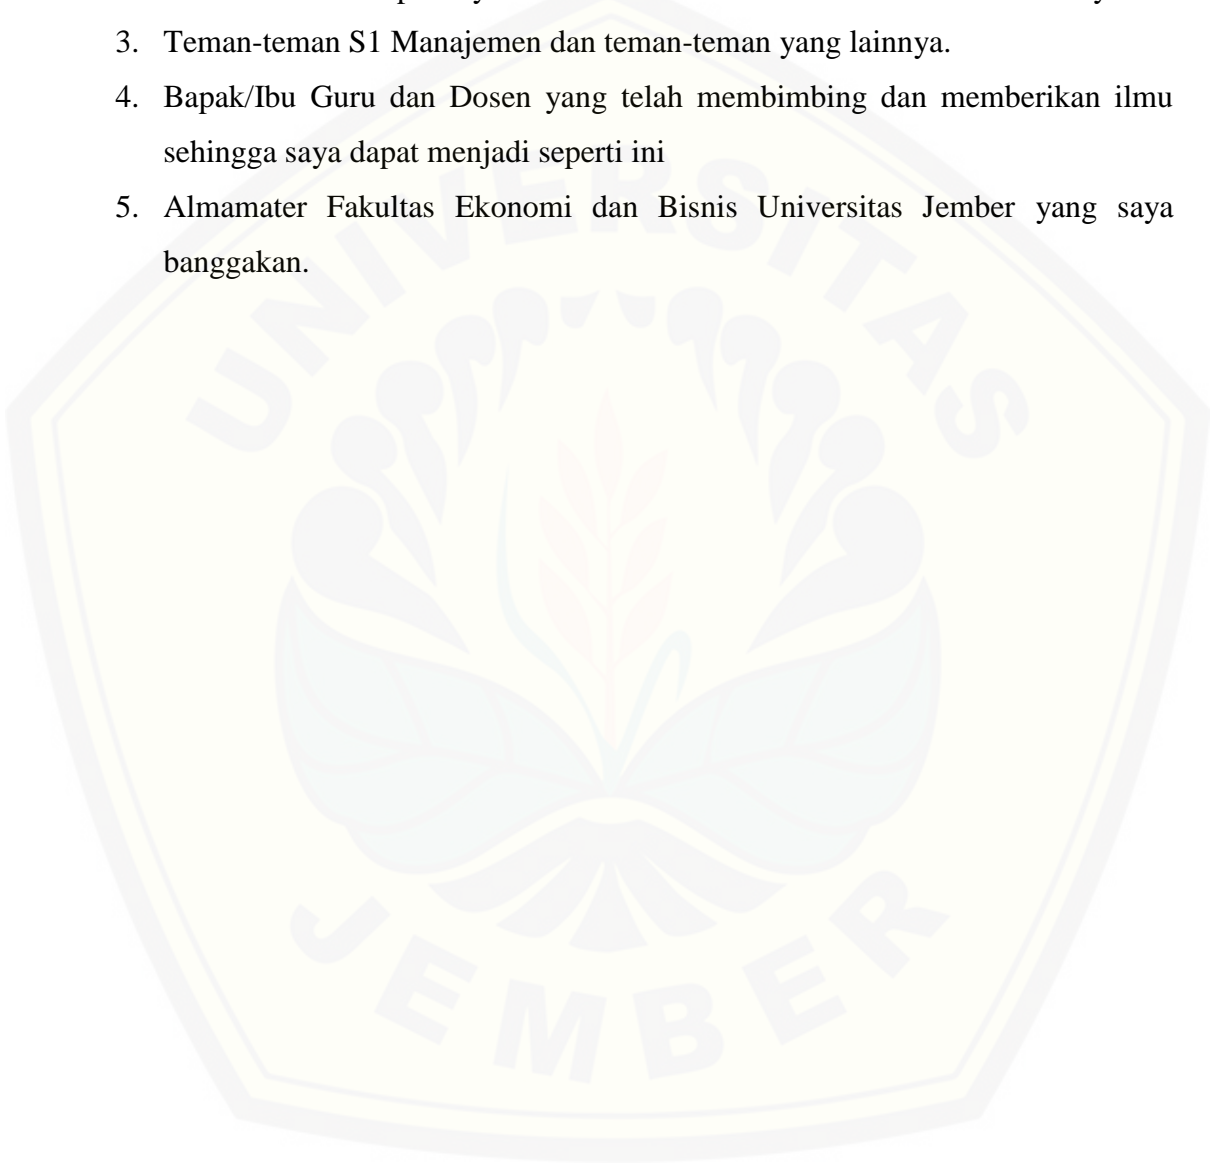 3. Teman-teman S1 Manajemen dan teman-teman yang lainnya.
4. Bapak/Ibu Guru dan Dosen yang telah membimbing dan memberikan ilmu
sehingga saya dapat menjadi seperti ini
5. Almamater Fakultas Ekonomi dan Bisnis Universitas Jember yang saya
banggakan.
UNIVERSITAS
JEMBER